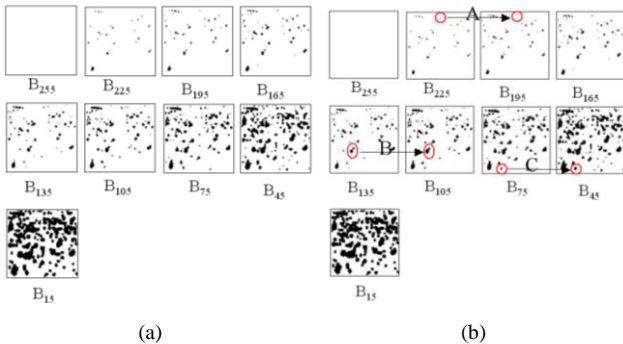 A
B₂₅₅ B₂₂₅ B₁₉₅ B₁₆₅ B₂₅₅ B₂₂₅ B₁₉₅ B₁₆₅
B C
B₁₃₅ B₁₀₅ B₇₅ B₄₅ B₁₃₅ B₁₀₅ B₇₅ B₄₅
B₁₅ B₁₅
(a) (b)